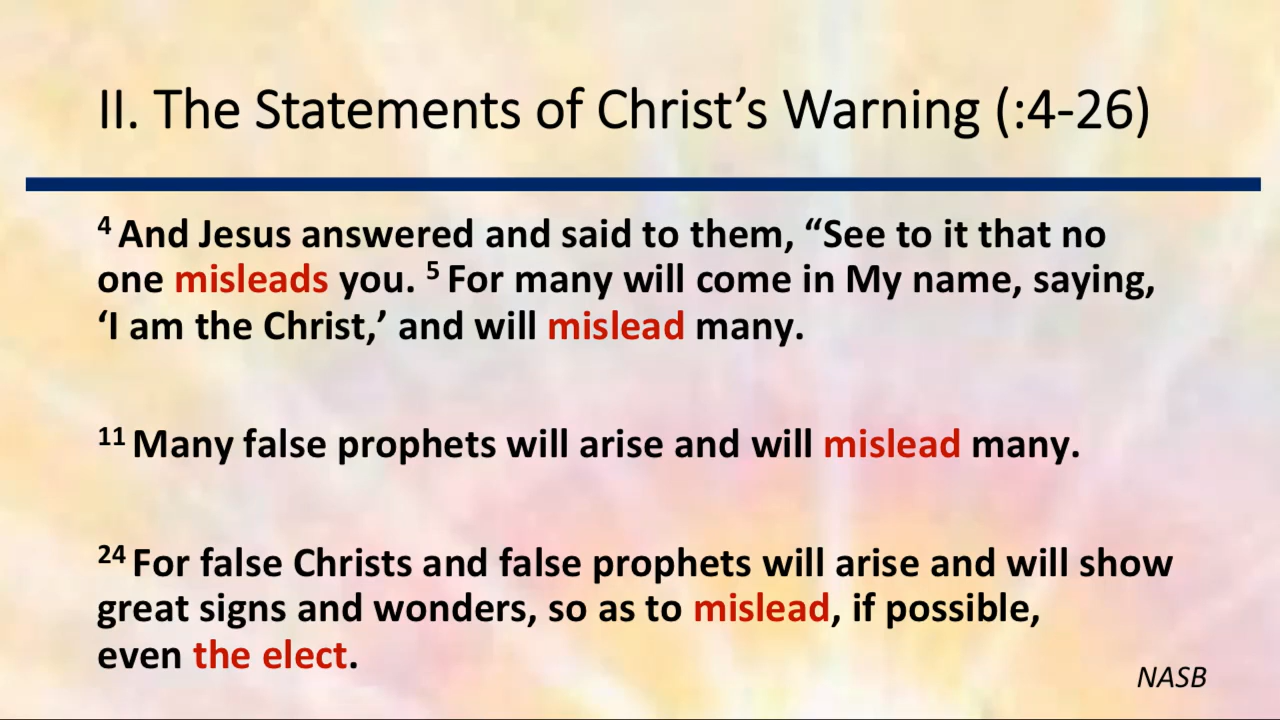 II. The Statements of Christ’s Warning (:4-26)
4 And Jesus answered and said to them, “See to it that no
one misleads you. 5 For many will come in My name, saying,
‘I am the Christ,’ and will mislead many.
11 Many false prophets will arise and will mislead many.
24 For false Christs and false prophets will arise and will show
great signs and wonders, so as to mislead, if possible,
even the elect.
NASB